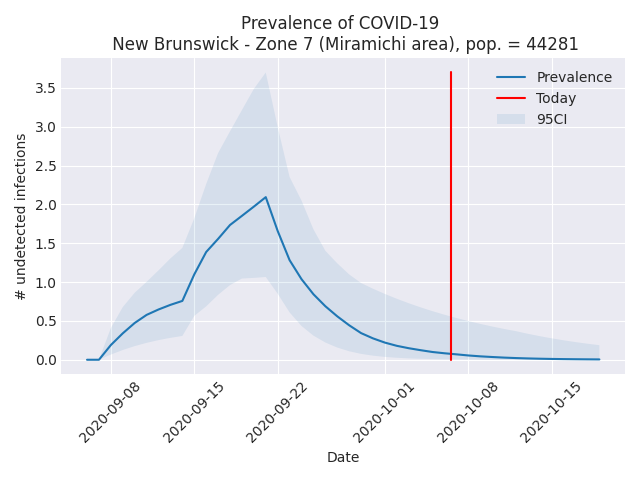 Prevalence of COVID-19
New Brunswick - Zone 7 (Miramichi area), pop. = 44281
Prevalence
Today
95CI
# undetected infections
3.5
3.0
2.5
2.0
1.5
1.0
0.5
0.0
2020-09-08
2020-09-15
2020-09-22
2020-10-01
2020-10-08
2020-10-15
Date